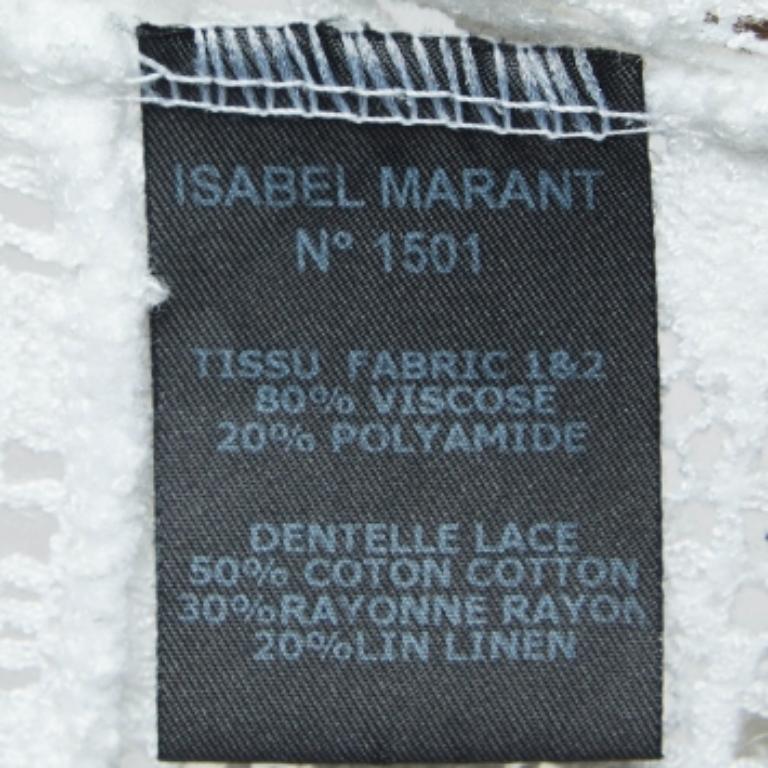 ISABEL MARANT
N° 1501
TISSU FABRIC 1&2
80% VISCOSE
20% POLYAMIDE
DENTELLE LACE
50% COTON COTTON
30%RAYONNE RAYON
20%LIN LINEN